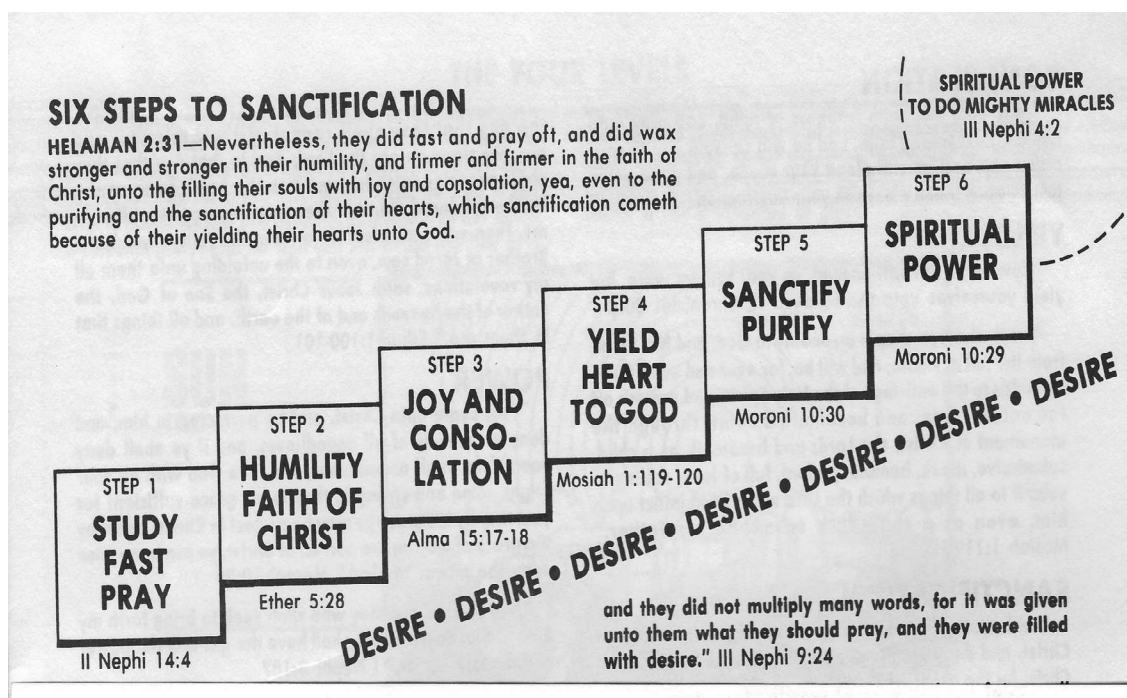 SIX STEPS TO SANCTIFICATION
HELAMAN 2:31—Nevertheless, they did fast and pray oft, and did wax
stronger and stronger in their humility, and firmer and firmer in the faith of
Christ, unto the filling their souls with joy and consolation, yea, even to the
purifying and the sanctification of their hearts, which sanctification cometh
because of their yielding their hearts unto God.
STEP 1
STUDY
FAST
PRAY
II Nephi 14:4
STEP 2
HUMILITY
FAITH OF
CHRIST
Ether 5:28
STEP 3
JOY AND
CONSO-
LATION
Alma 15:17-18
STEP 4
YIELD
HEART
TO GOD
Mosiah 1:119-120
STEP 5
SANCTIFY
PURIFY
Moroni 10:30
STEP 6
SPIRITUAL
POWER
Moroni 10:29
SPIRITUAL POWER
TO DO MIGHTY MIRACLES
III Nephi 4:2
DESIRE • DESIRE • DESIRE • DESIRE • DESIRE • DESIRE • DESIRE
and they did not multiply many words, for it was given
unto them what they should pray, and they were filled
with desire." III Nephi 9:24